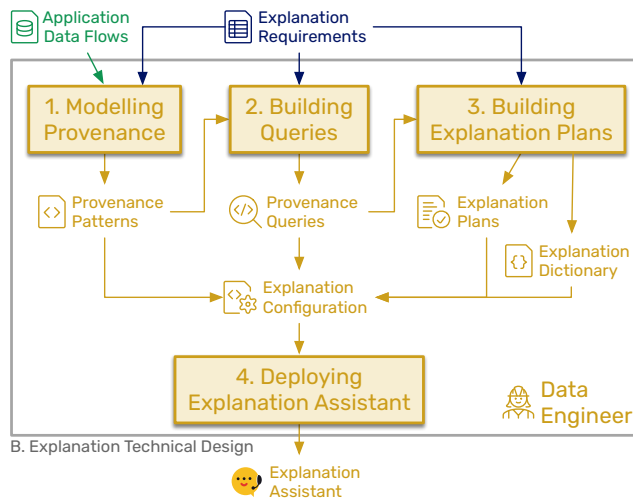 Application
Data Flows
Explanation
Requirements
1. Modelling
Provenance
2. Building
Queries
3. Building
Explanation Plans
Provenance
Patterns
Provenance
Queries
Explanation
Plans
Explanation
Dictionary
Explanation
Configuration
4. Deploying
Explanation Assistant
Data
Engineer
B. Explanation Technical Design
Explanation
Assistant